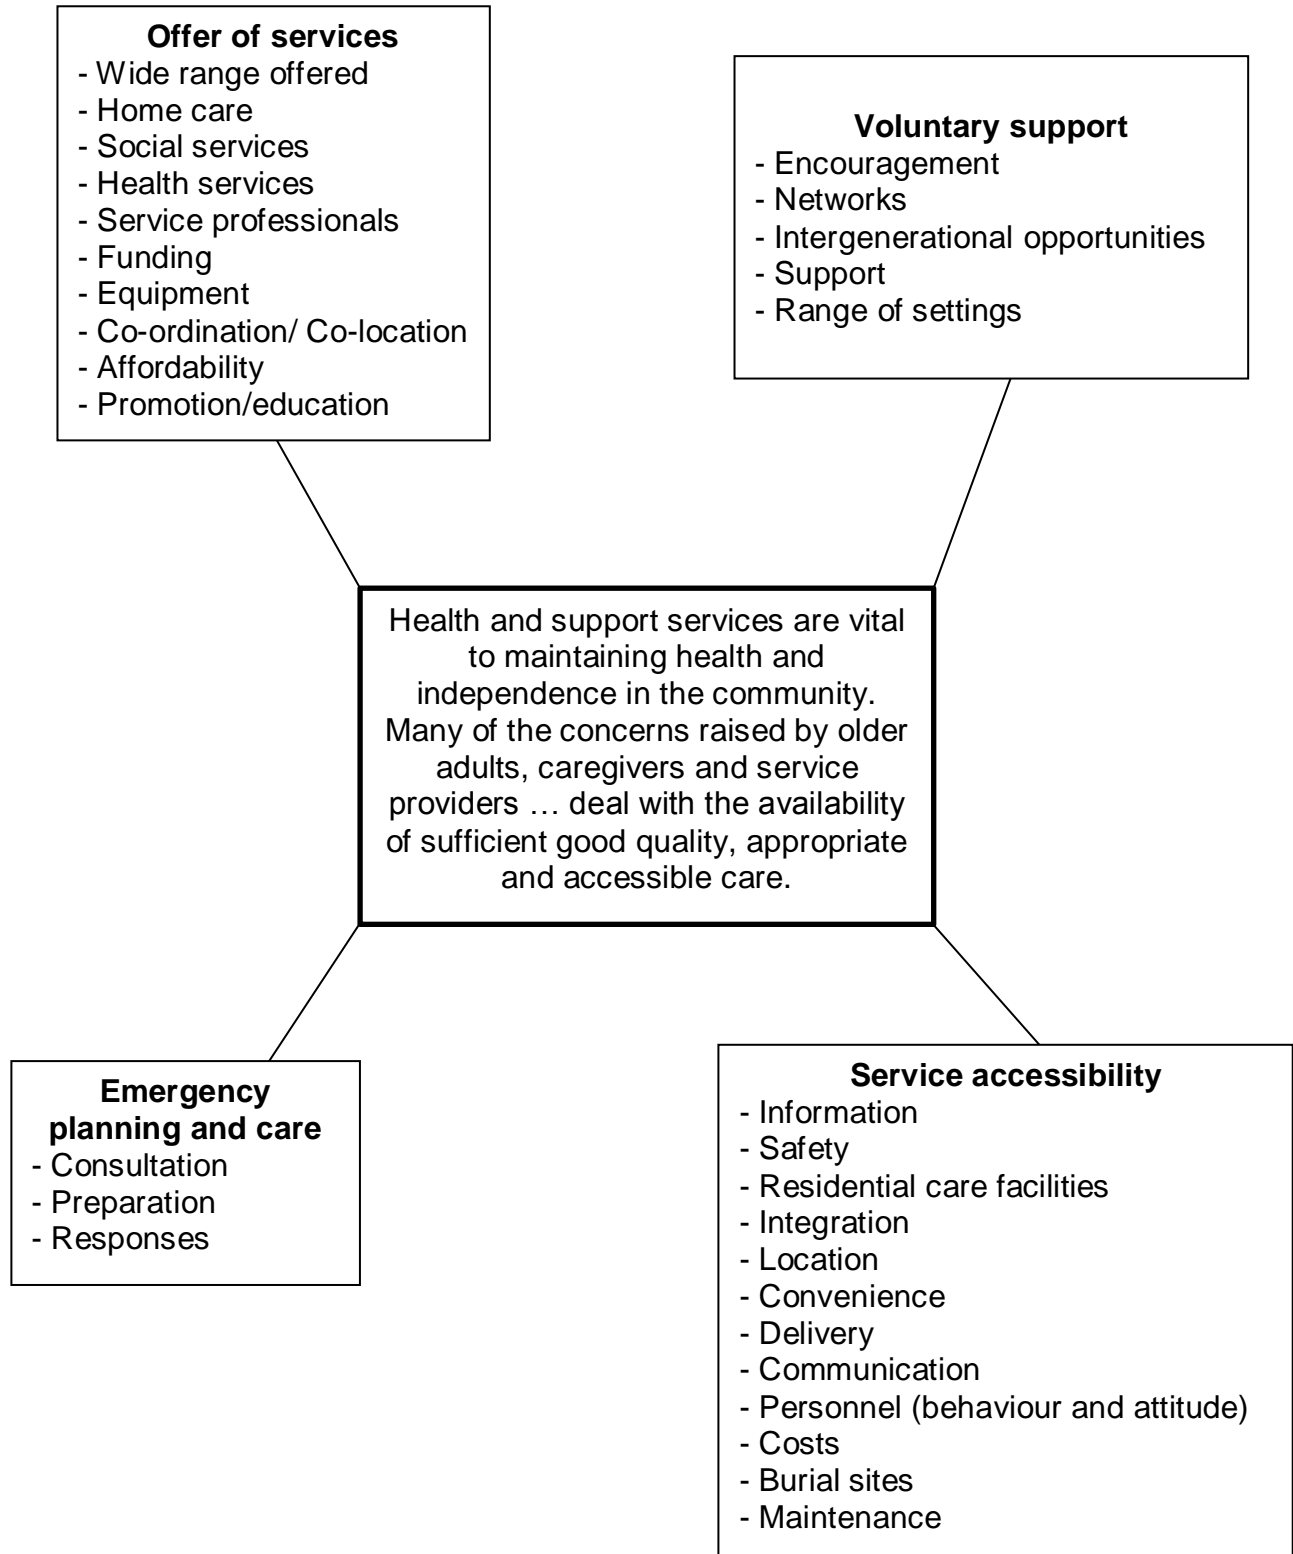 Offer of services
- Wide range offered
- Home care
- Social services
- Health services
- Service professionals
- Funding
- Equipment
- Co-ordination/ Co-location
- Affordability
- Promotion/education
Voluntary support
- Encouragement
- Networks
- Intergenerational opportunities
- Support
- Range of settings
Health and support services are vital
to maintaining health and
independence in the community.
Many of the concerns raised by older
adults, caregivers and service
providers … deal with the availability
of sufficient good quality, appropriate
and accessible care.
Emergency
planning and care
- Consultation
- Preparation
- Responses
Service accessibility
- Information
- Safety
- Residential care facilities
- Integration
- Location
- Convenience
- Delivery
- Communication
- Personnel (behaviour and attitude)
- Costs
- Burial sites
- Maintenance